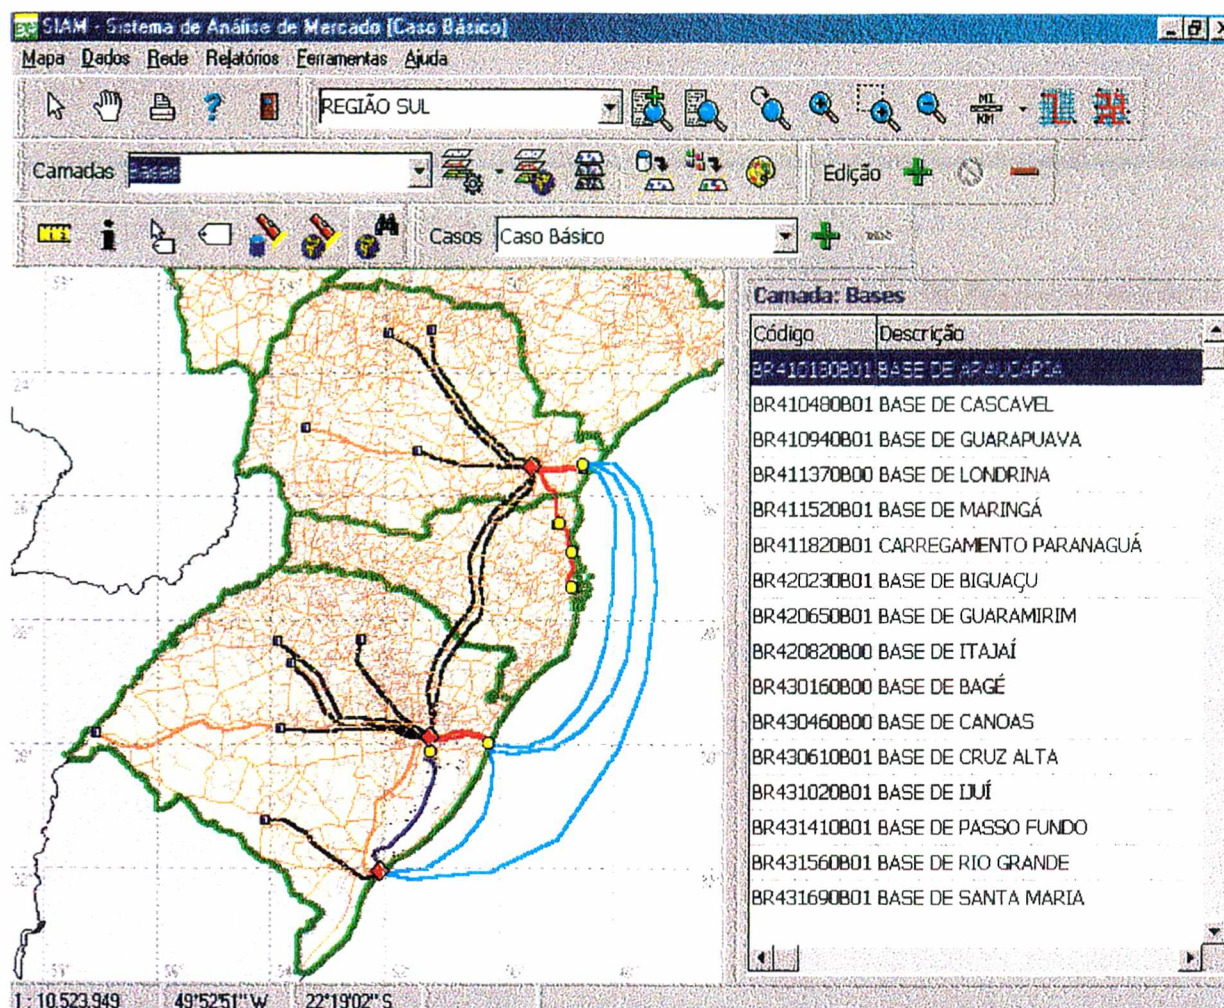 SIAM - Sistema de Análise de Mercado [Caso Básico]
Mapa Dados Rede Relatórios Ferramentas Ajuda
REGIÃO SUL
MI
KM
Camadas Bases
Edição
Casos Caso Básico
Camada: Bases
Código Descrição
BR410180B01 BASE DE ARAUCARIA
BR410480B01 BASE DE CASCAVEL
BR410940B01 BASE DE GUARAPUAVA
BR411370B00 BASE DE LONDRINA
BR411520B01 BASE DE MARINGÁ
BR411820B01 CARREGAMENTO PARANAGUÁ
BR420230B01 BASE DE BIGUAÇU
BR420650B01 BASE DE GUARAMIRIM
BR420820B00 BASE DE ITAJAÍ
BR430160B00 BASE DE BAGÉ
BR430460B00 BASE DE CANOAS
BR430610B01 BASE DE CRUZ ALTA
BR431020B01 BASE DE IJUÍ
BR431410B01 BASE DE PASSO FUNDO
BR431560B01 BASE DE RIO GRANDE
BR431690B01 BASE DE SANTA MARIA
1 : 10.523.949 49°52'51" W 22°19'02" S